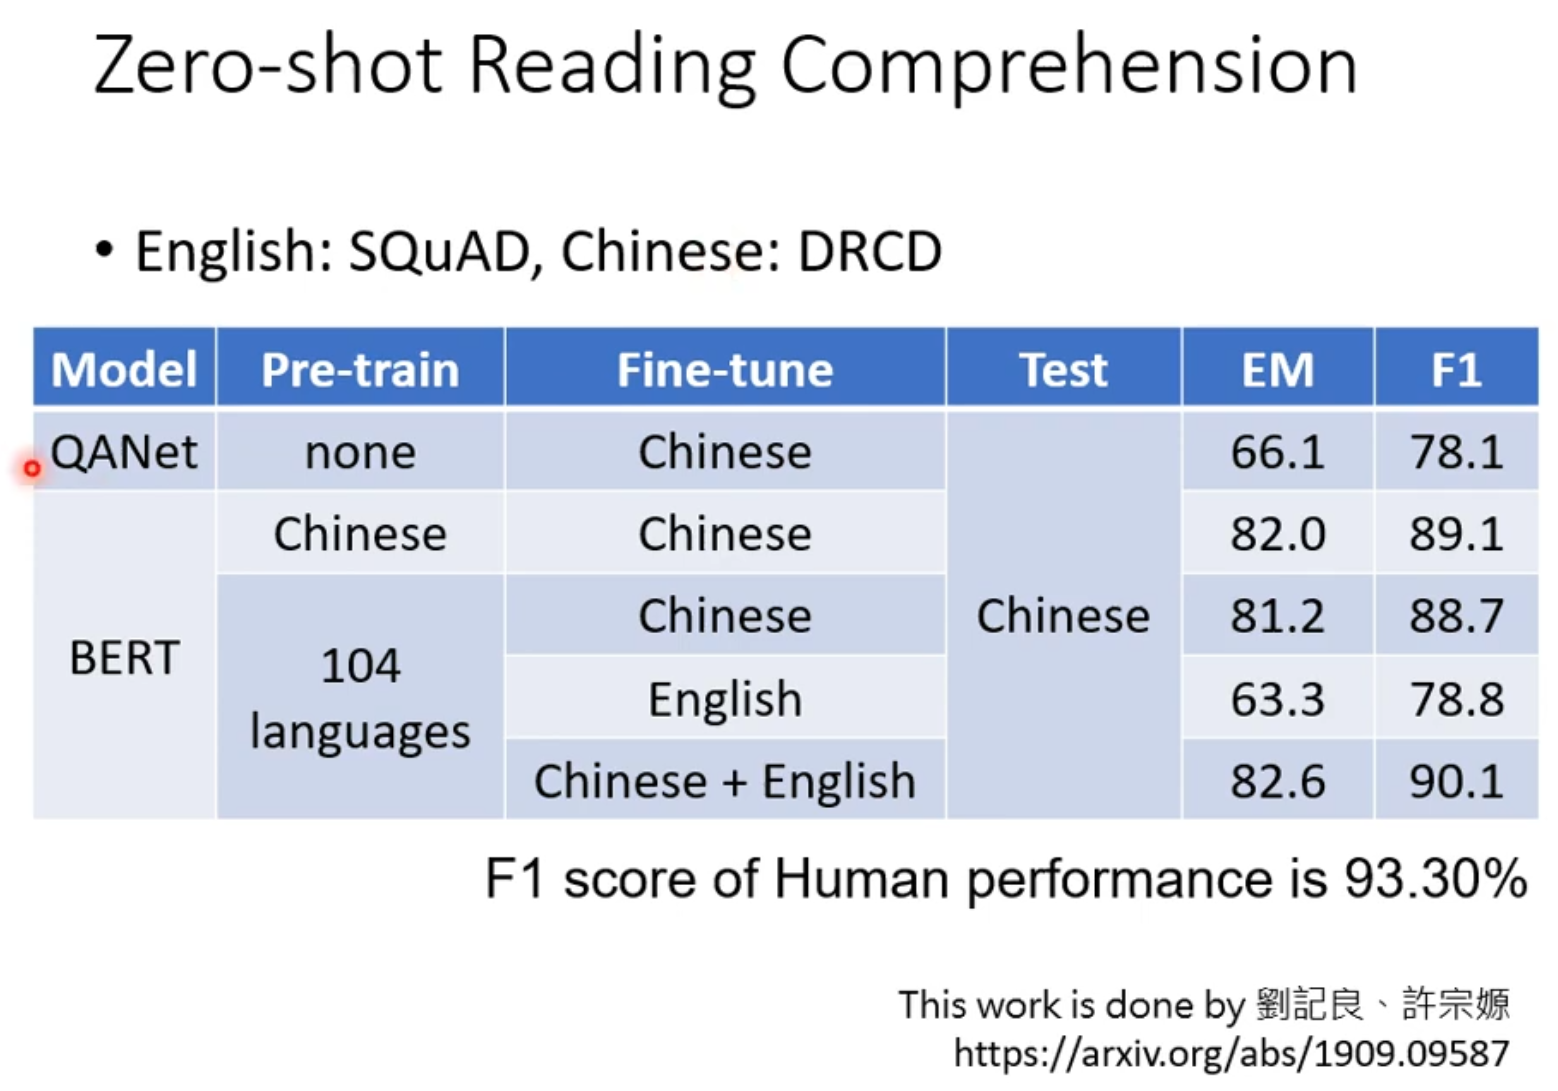 Zero-shot Reading Comprehension
• English: SQuAD, Chinese: DRCD
Model Pre-train Fine-tune Test EM F1
QANet none Chinese 66.1 78.1
Chinese Chinese 82.0 89.1
Chinese Chinese 81.2 88.7
BERT 104 languages
English 63.3 78.8
Chinese + English 82.6 90.1
F1 score of Human performance is 93.30%
This work is done by 劉記良、許宗嫄
https://arxiv.org/abs/1909.09587